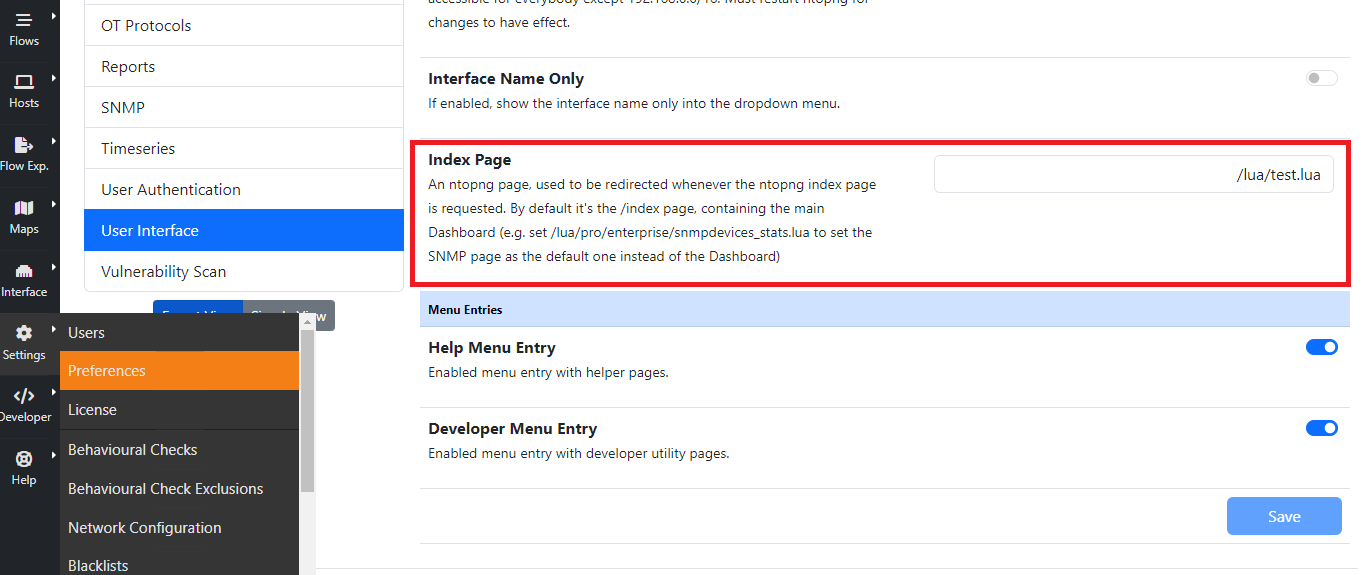 Flows
Hosts
Flow Exp.
Maps
Interface
Settings
Developer
Help
OT Protocols
Reports
SNMP
Timeseries
User Authentication
User Interface
Vulnerability Scan
Users
Preferences
License
Behavioural Checks
Behavioural Check Exclusions
Network Configuration
Blacklists
changes to have effect.
Interface Name Only
If enabled, show the interface name only into the dropdown menu.
Index Page
An ntopng page, used to be redirected whenever the ntopng index page
is requested. By default it's the /index page, containing the main
Dashboard (e.g. set /lua/pro/enterprise/snmpdevices_stats.lua to set the
SNMP page as the default one instead of the Dashboard)
/lua/test.lua
Menu Entries
Help Menu Entry
Enabled menu entry with helper pages.
Developer Menu Entry
Enabled menu entry with developer utility pages.
Save